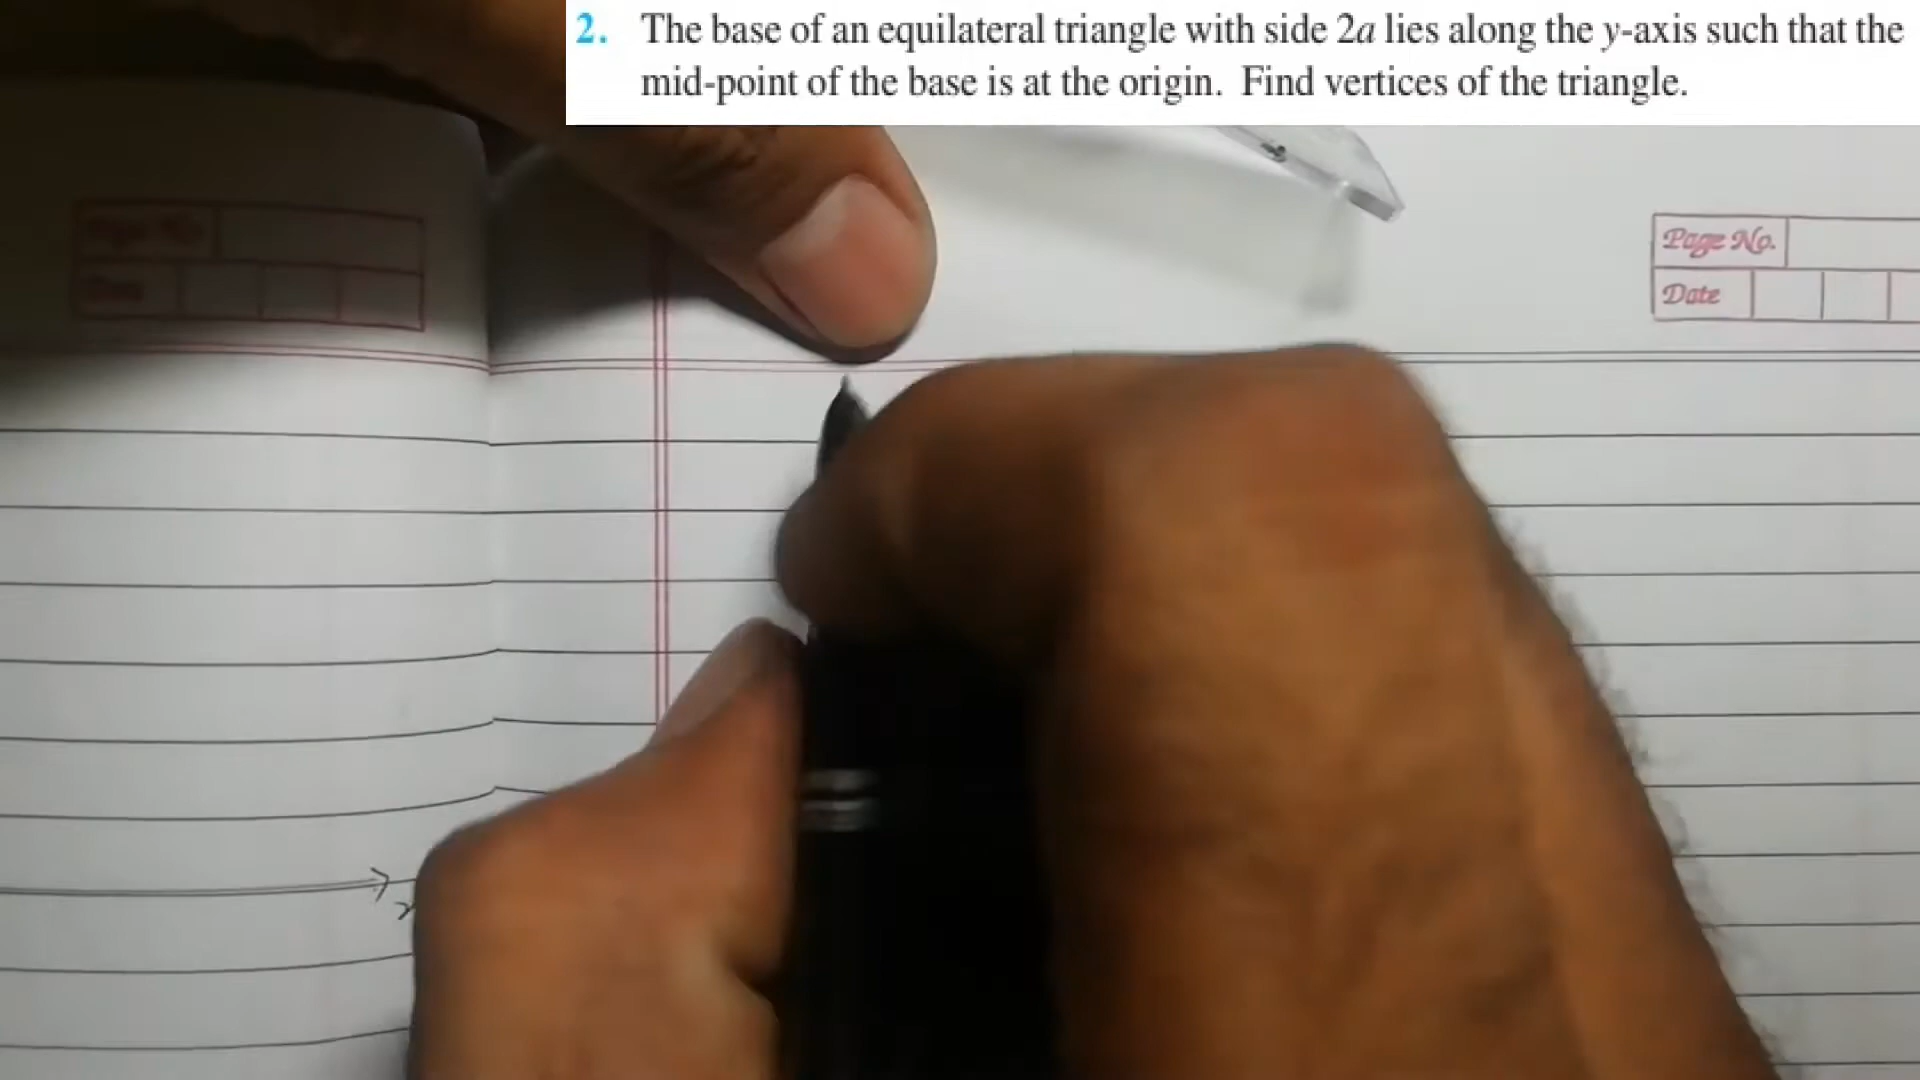 2. The base of an equilateral triangle with side 2a lies along the y-axis such that the
mid-point of the base is at the origin. Find vertices of the triangle.
Page No.
Date
x